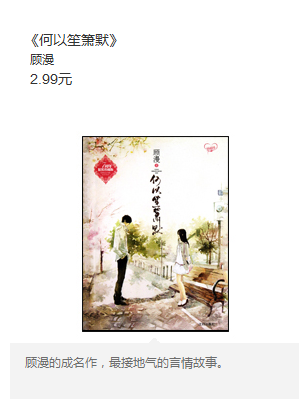 《何以笙箫默》
顾漫
2.99元
顾漫
何以笙箫默
顾漫的成名作，最接地气的言情故事。